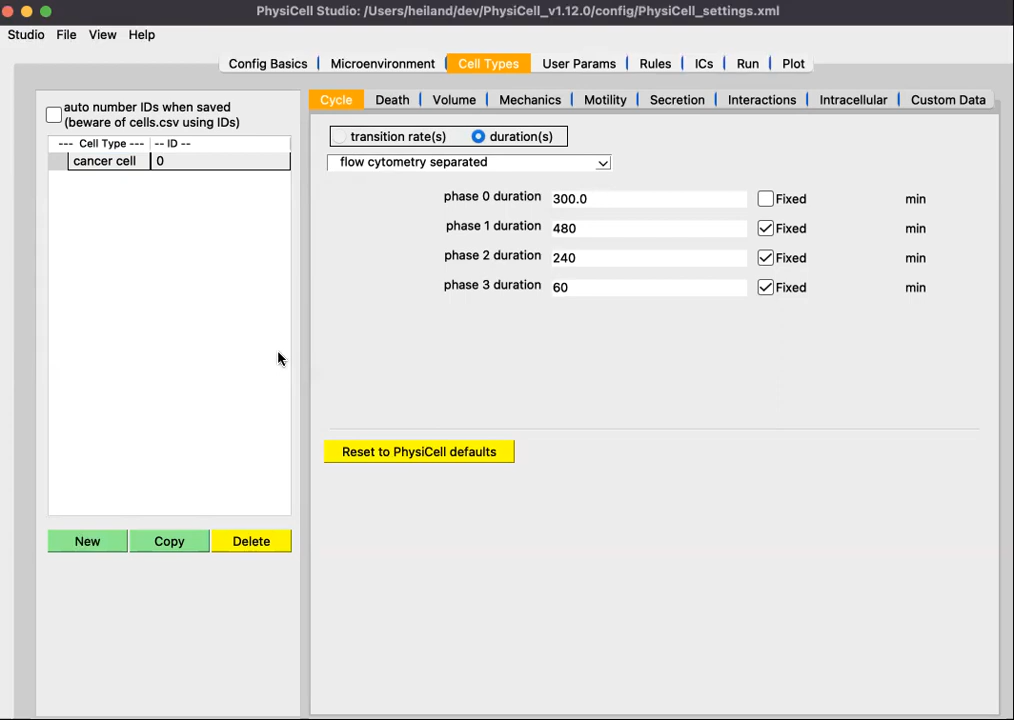 PhysiCell Studio: /Users/heiland/dev/PhysiCell_v1.12.0/config/PhysiCell_settings.xml
Studio File View Help
Config Basics Microenvironment Cell Types User Params Rules ICs Run Plot
auto number IDs when saved
(beware of cells.csv using IDs)
--- Cell Type --- -- ID --
cancer cell 0
New Copy Delete
Cycle Death Volume Mechanics Motility Secretion Interactions Intracellular Custom Data
transition rate(s) duration(s)
flow cytometry separated
phase 0 duration 300.0 Fixed min
phase 1 duration 480 Fixed min
phase 2 duration 240 Fixed min
phase 3 duration 60 Fixed min
Reset to PhysiCell defaults